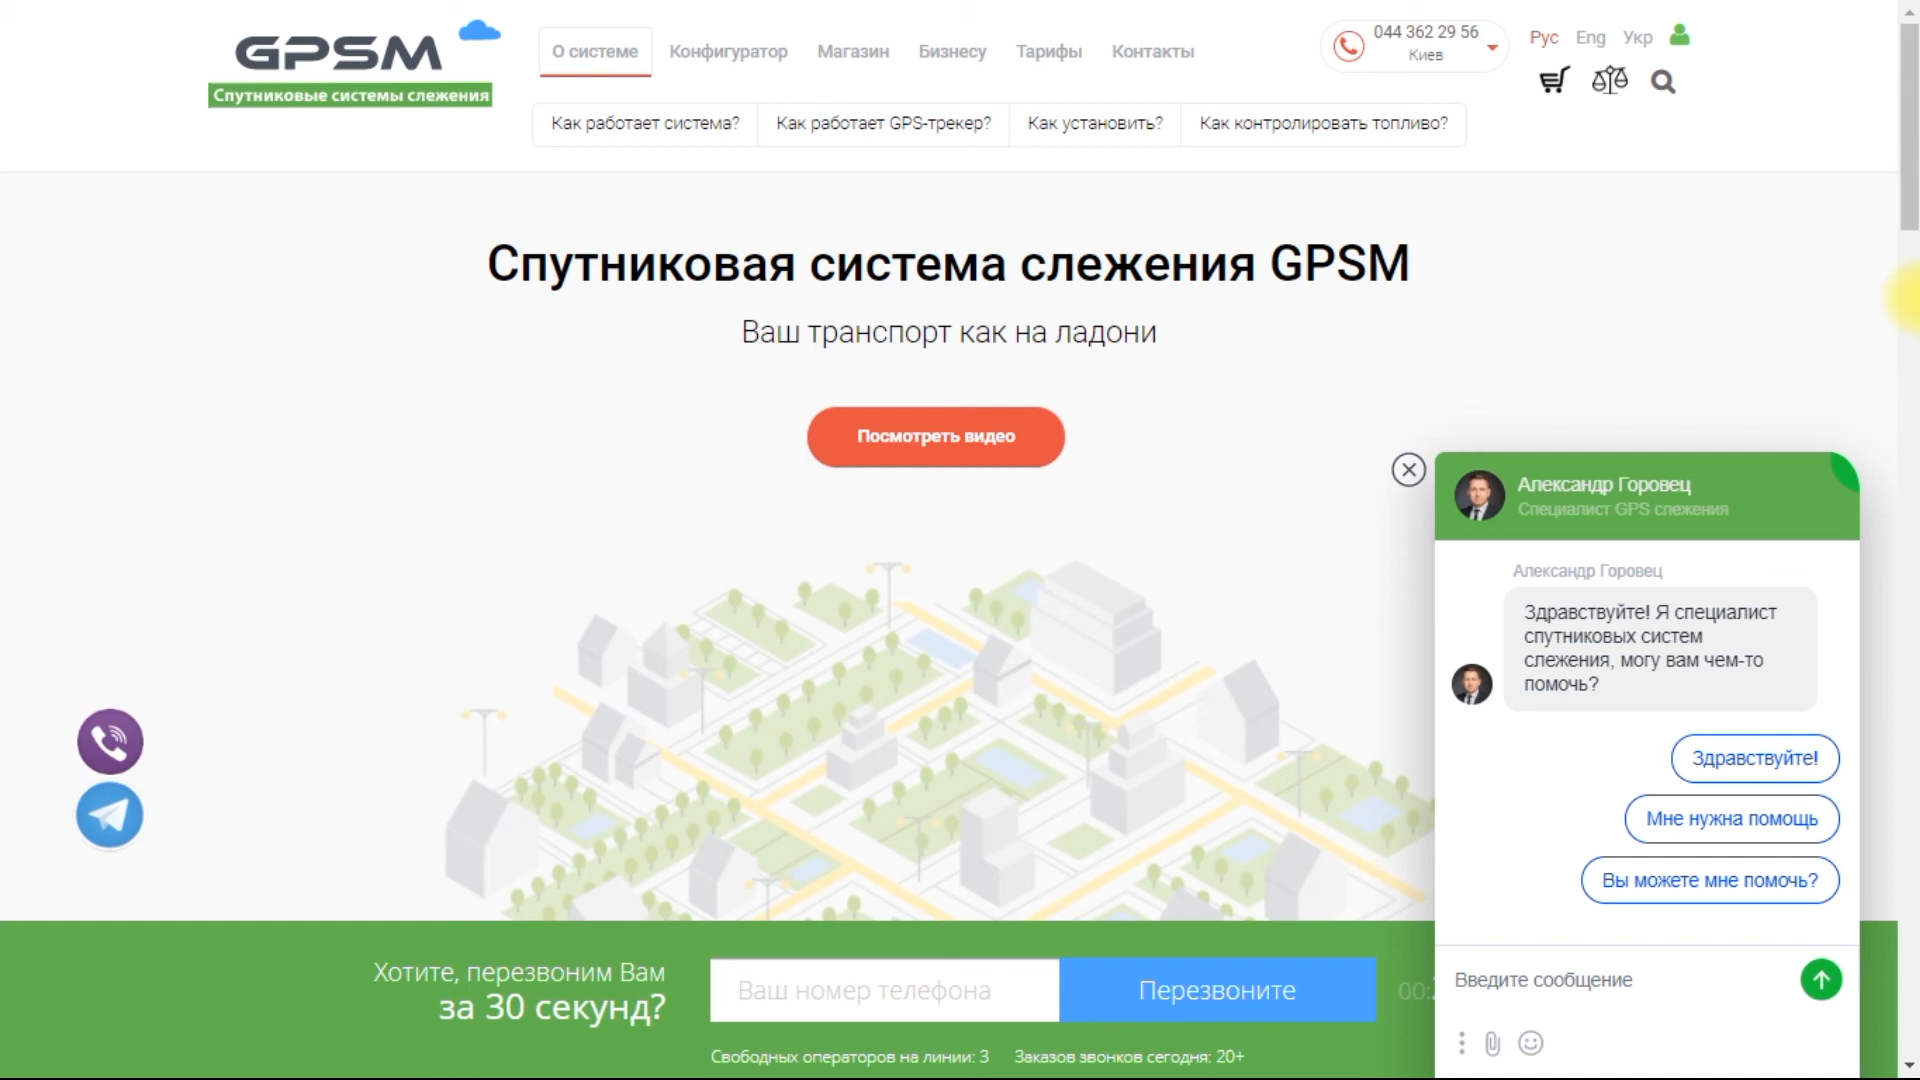 GPSM
Спутниковые системы слежения
О системе
Конфигуратор
Магазин
Бизнесу
Тарифы
Контакты
044 362 29 56
Киев
Рус
Eng
Укр
Как работает система?
Как работает GPS-трекер?
Как установить?
Как контролировать топливо?
Спутниковая система слежения GPSM
Ваш транспорт как на ладони
Посмотреть видео
Александр Горовец
Специалист GPS слежения
Александр Горовец
Здравствуйте! Я специалист
спутниковых систем
слежения, могу вам чем-то
помочь?
Здравствуйте!
Мне нужна помощь
Вы можете мне помочь?
Введите сообщение
Хотите, перезвоним Вам
за 30 секунд?
Ваш номер телефона
Перезвоните
Свободных операторов на линии: 3
Заказов звонков сегодня: 20+